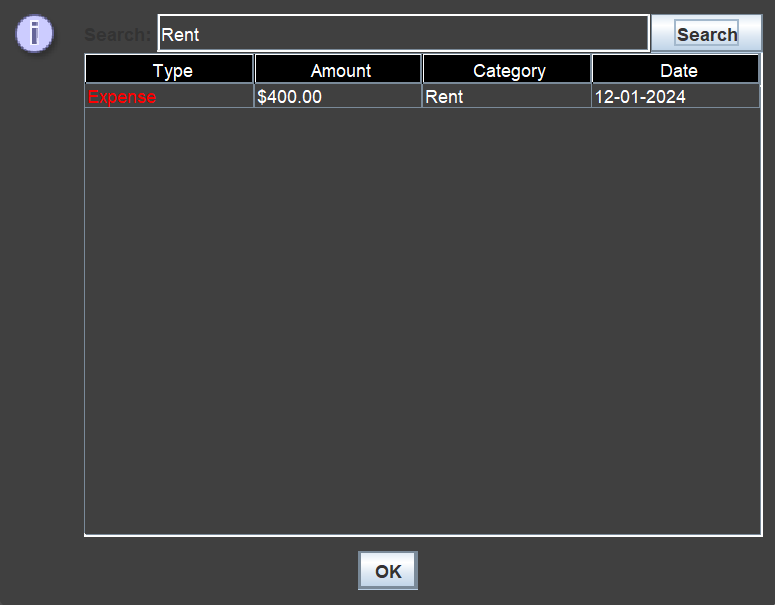 Search: Rent Search
Type Amount Category Date
Expense $400.00 Rent 12-01-2024
OK